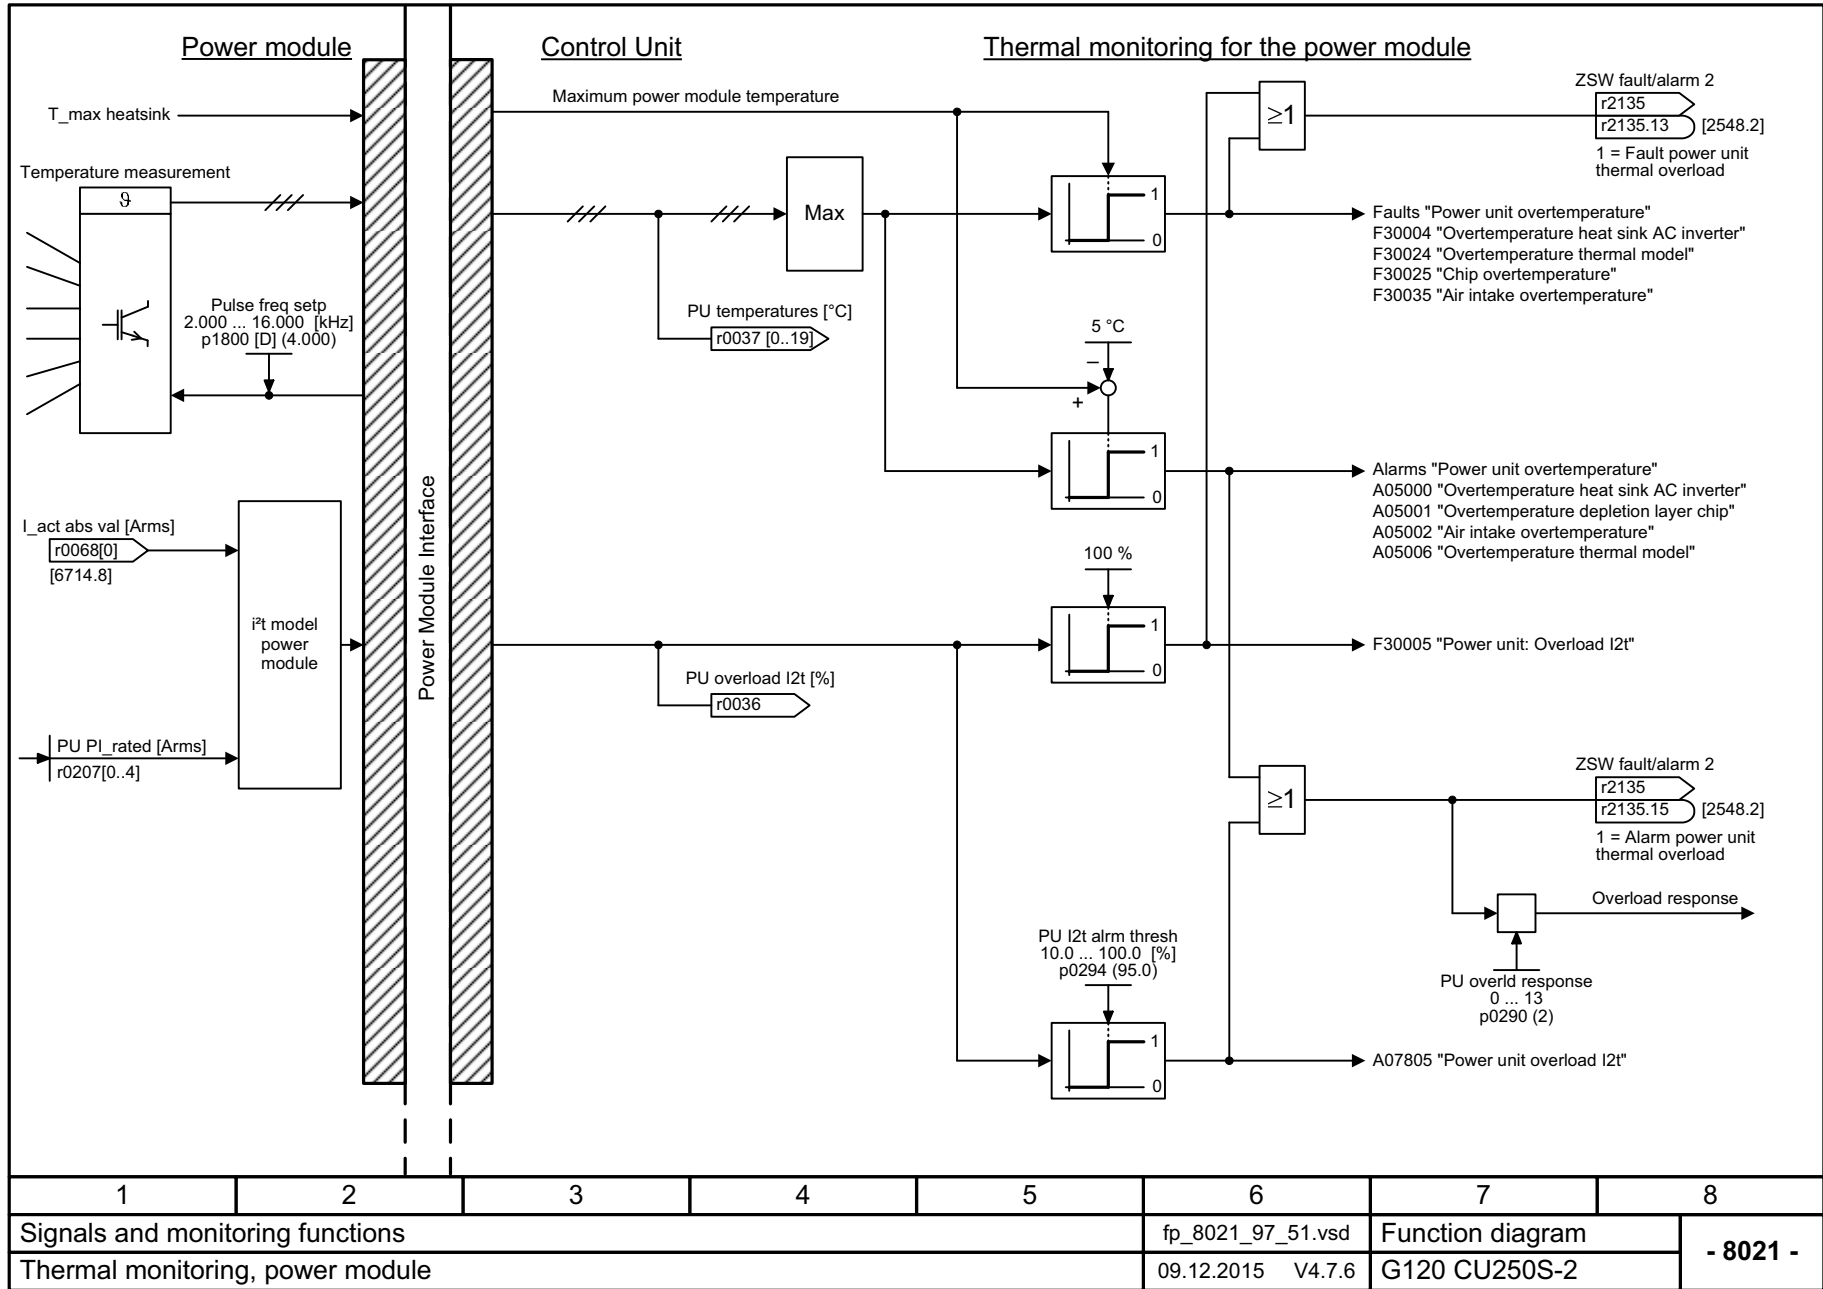 Power module
Control Unit
Thermal monitoring for the power module
T_max heatsink
Maximum power module temperature
≥1
ZSW fault/alarm 2
r2135
r2135.13
[2548.2]
1 = Fault power unit
thermal overload
Temperature measurement
ϑ
Max
1
0
Faults "Power unit overtemperature"
F30004 "Overtemperature heat sink AC inverter"
F30024 "Overtemperature thermal model"
F30025 "Chip overtemperature"
F30035 "Air intake overtemperature"
Pulse freq setp
2.000 ... 16.000 [kHz]
p1800 [D] (4.000)
PU temperatures [°C]
r0037 [0..19]
5 °C
–
+
1
0
Alarms "Power unit overtemperature"
A05000 "Overtemperature heat sink AC inverter"
A05001 "Overtemperature depletion layer chip"
A05002 "Air intake overtemperature"
A05006 "Overtemperature thermal model"
Power Module Interface
I_act abs val [Arms]
r0068[0]
[6714.8]
i²t model
power
module
100 %
1
0
F30005 "Power unit: Overload I2t"
PU overload I2t [%]
r0036
PU PI_rated [Arms]
r0207[0..4]
≥1
ZSW fault/alarm 2
r2135
r2135.15
[2548.2]
1 = Alarm power unit
thermal overload
Overload response
PU overld response
0 ... 13
p0290 (2)
PU I2t alrm thresh
10.0 ... 100.0 [%]
p0294 (95.0)
1
0
A07805 "Power unit overload I2t"
1 2 3 4 5 6 7 8
Signals and monitoring functions
fp_8021_97_51.vsd
Function diagram
- 8021 -
Thermal monitoring, power module
09.12.2015 V4.7.6
G120 CU250S-2